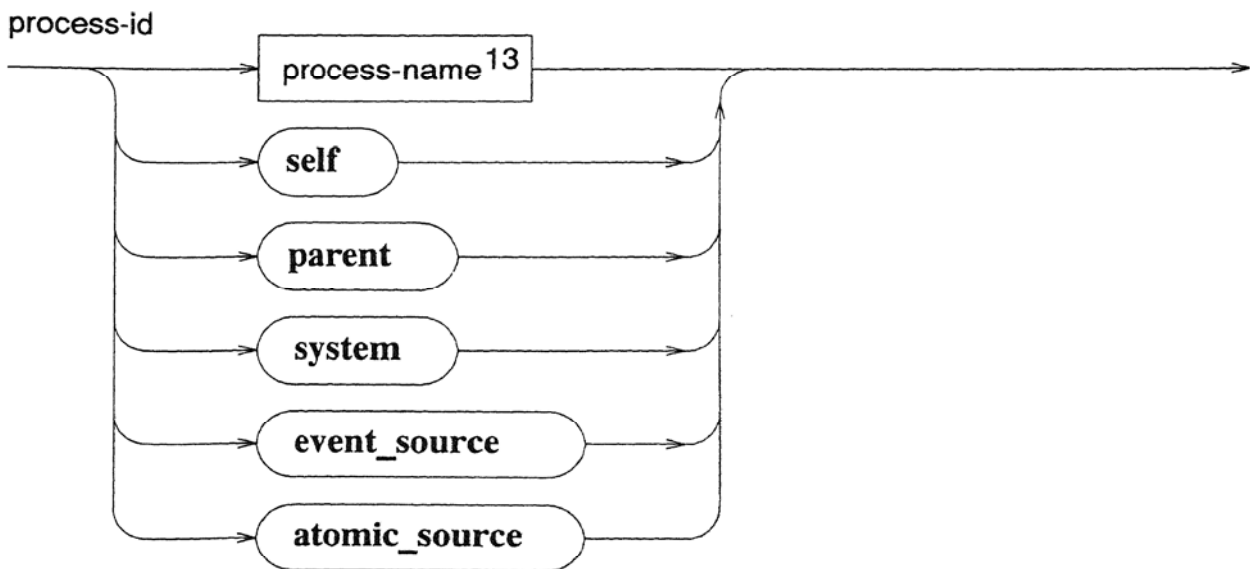 process-id
process-name13
self
parent
system
event_source
atomic_source